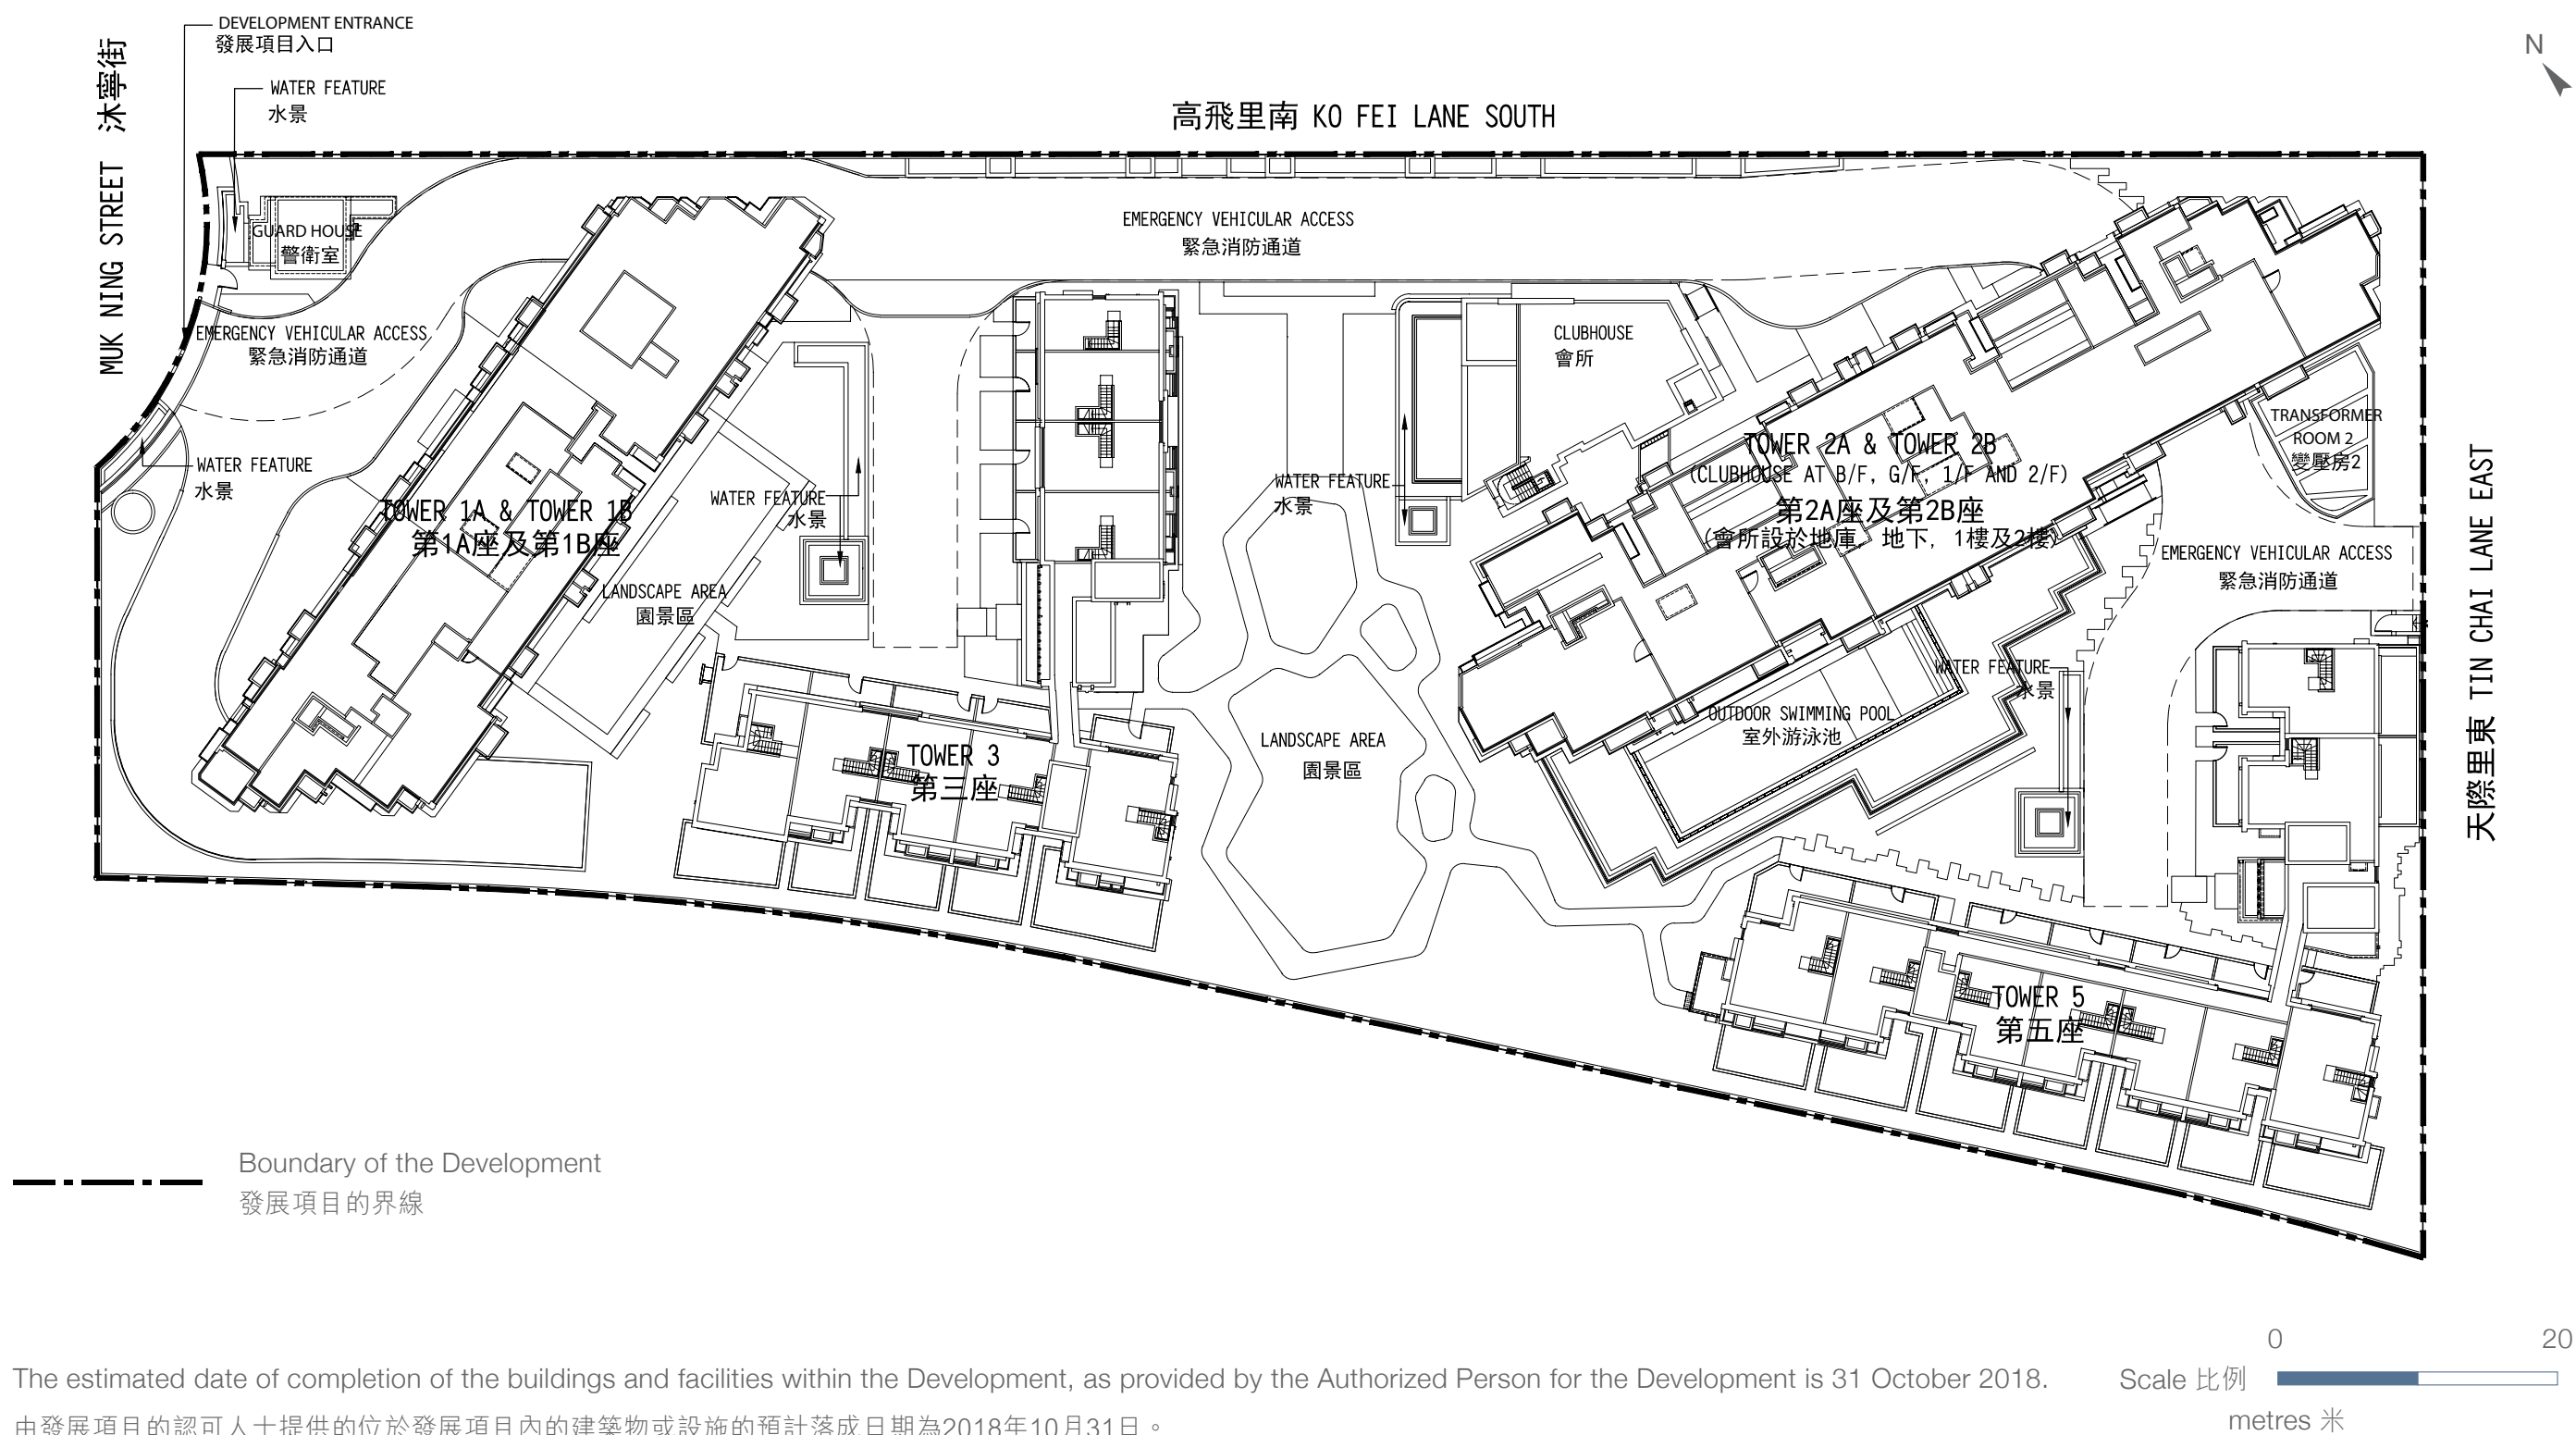 DEVELOPMENT ENTRANCE
發展項目入口
WATER FEATURE
水景
N
MUK NING STREET 沐寧街
高飛里南 KO FEI LANE SOUTH
GUARD HOUSE
警衛室
EMERGENCY VEHICULAR ACCESS
緊急消防通道
EMERGENCY VEHICULAR ACCESS
緊急消防通道
CLUBHOUSE
會所
WATER FEATURE
水景
TOWER 1A & TOWER 1B
第1A座及第1B座
WATER FEATURE
水景
LANDSCAPE AREA
園景區
WATER FEATURE
水景
TOWER 2A & TOWER 2B
(CLUBHOUSE AT B/F, G/F, 1/F AND 2/F)
第2A座及第2B座
(會所設於地庫, 地下, 1樓及2樓)
TRANSFORMER
ROOM 2
變壓房2
EMERGENCY VEHICULAR ACCESS
緊急消防通道
天際里東 TIN CHAI LANE EAST
WATER FEATURE
水景
OUTDOOR SWIMMING POOL
室外游泳池
LANDSCAPE AREA
園景區
TOWER 3
第三座
TOWER 5
第五座
Boundary of the Development
發展項目的界線
The estimated date of completion of the buildings and facilities within the Development, as provided by the Authorized Person for the Development is 31 October 2018.
由發展項目的認可人士提供的位於發展項目內的建築物或設施的預計落成日期為2018年10月31日。
0 20
Scale 比例
metres 米